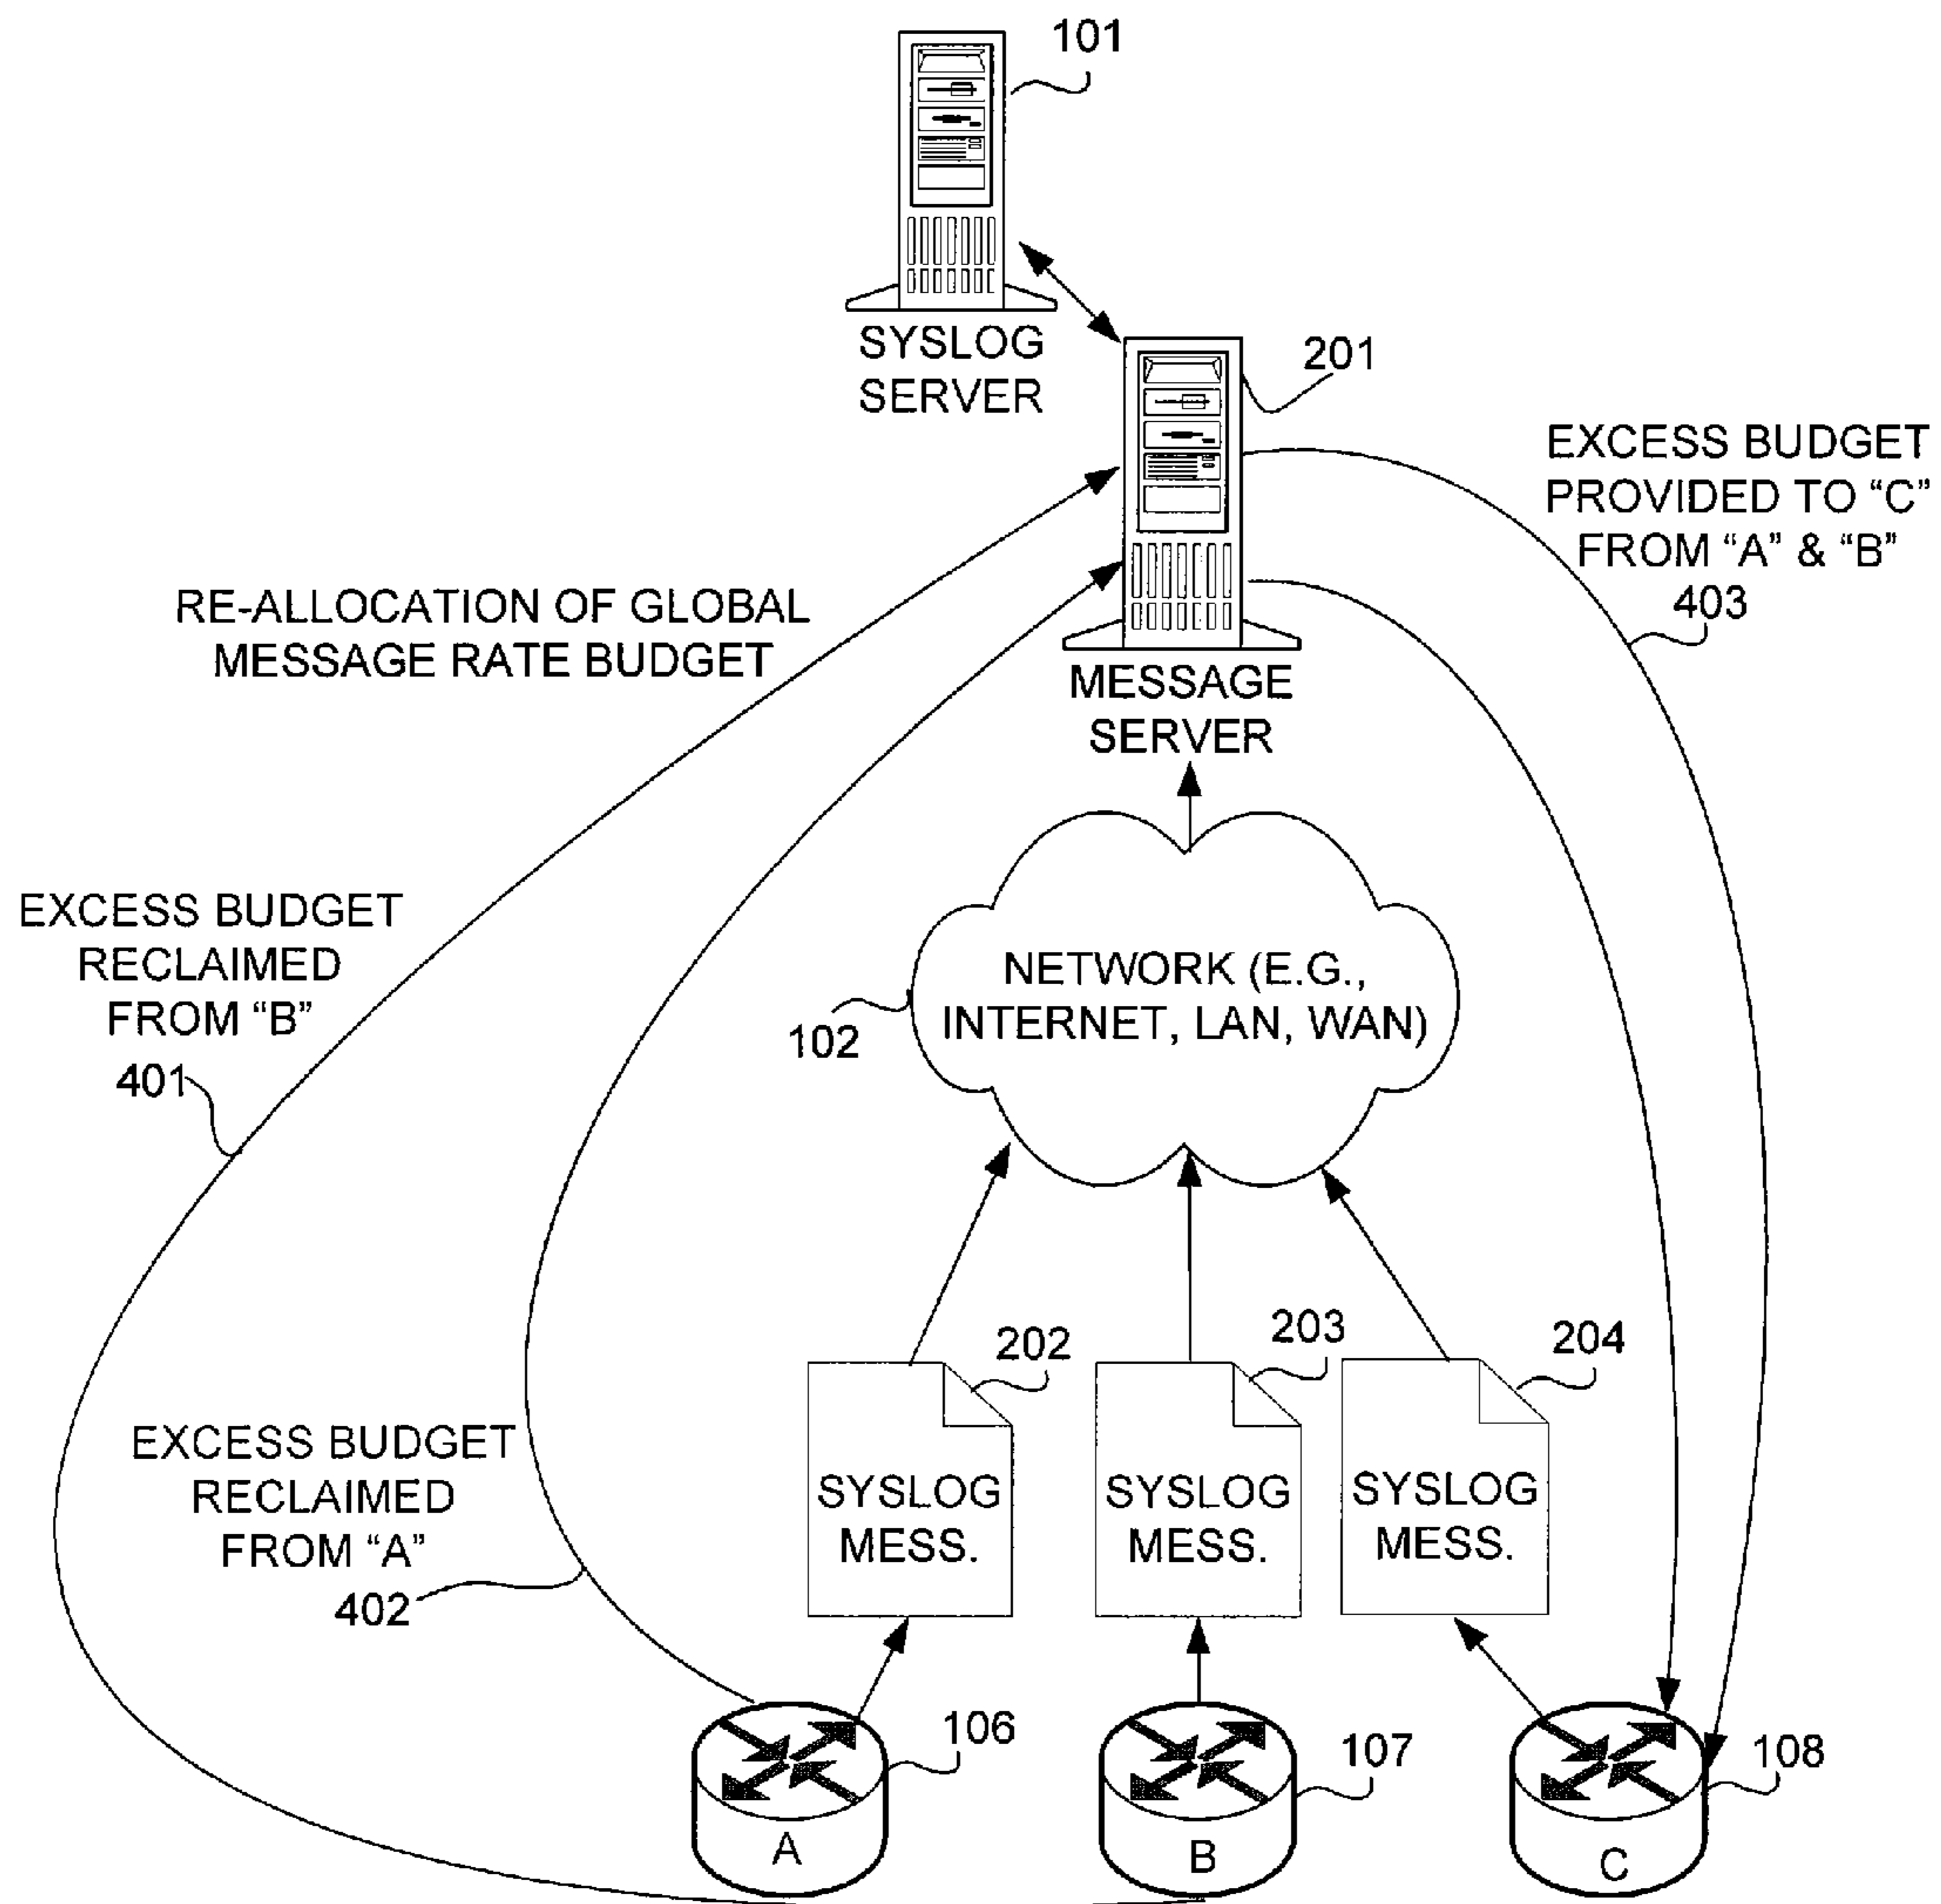 101
SYSLOG
SERVER
201
EXCESS BUDGET
PROVIDED TO “C”
FROM “A” & “B”
403
RE-ALLOCATION OF GLOBAL
MESSAGE RATE BUDGET
MESSAGE
SERVER
EXCESS BUDGET
RECLAIMED
FROM “B”
401
NETWORK (E.G.,
INTERNET, LAN, WAN)
102
202
203
204
EXCESS BUDGET
RECLAIMED
FROM “A”
402
SYSLOG
MESS.
SYSLOG
MESS.
SYSLOG
MESS.
106
107
108
A
B
C